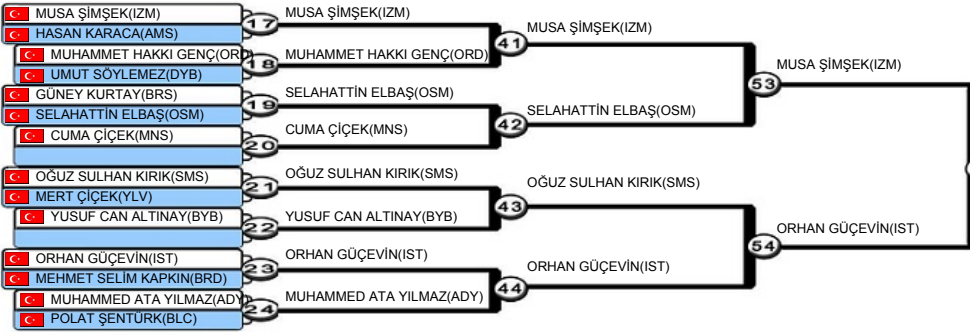 MUSA ŞİMŞEK(IZM)
HASAN KARACA(AMS)
17
MUSA ŞİMŞEK(IZM)
MUHAMMET HAKKI GENÇ(ORD)
UMUT SÖYLEMEZ(DYB)
18
MUHAMMET HAKKI GENÇ(ORD)
41
MUSA ŞİMŞEK(IZM)
GÜNEY KURTAY(BRS)
SELAHATTİN ELBAŞ(OSM)
19
SELAHATTİN ELBAŞ(OSM)
CUMA ÇİÇEK(MNS)
20
CUMA ÇİÇEK(MNS)
42
SELAHATTİN ELBAŞ(OSM)
53
MUSA ŞİMŞEK(IZM)
OĞUZ SULHAN KIRIK(SMS)
MERT ÇİÇEK(YLV)
21
OĞUZ SULHAN KIRIK(SMS)
YUSUF CAN ALTINAY(BYB)
22
YUSUF CAN ALTINAY(BYB)
43
OĞUZ SULHAN KIRIK(SMS)
ORHAN GÜÇEVİN(IST)
MEHMET SELİM KAPKIN(BRD)
23
ORHAN GÜÇEVİN(IST)
MUHAMMED ATA YILMAZ(ADY)
POLAT ŞENTÜRK(BLC)
24
MUHAMMED ATA YILMAZ(ADY)
44
ORHAN GÜÇEVİN(IST)
54
ORHAN GÜÇEVİN(IST)